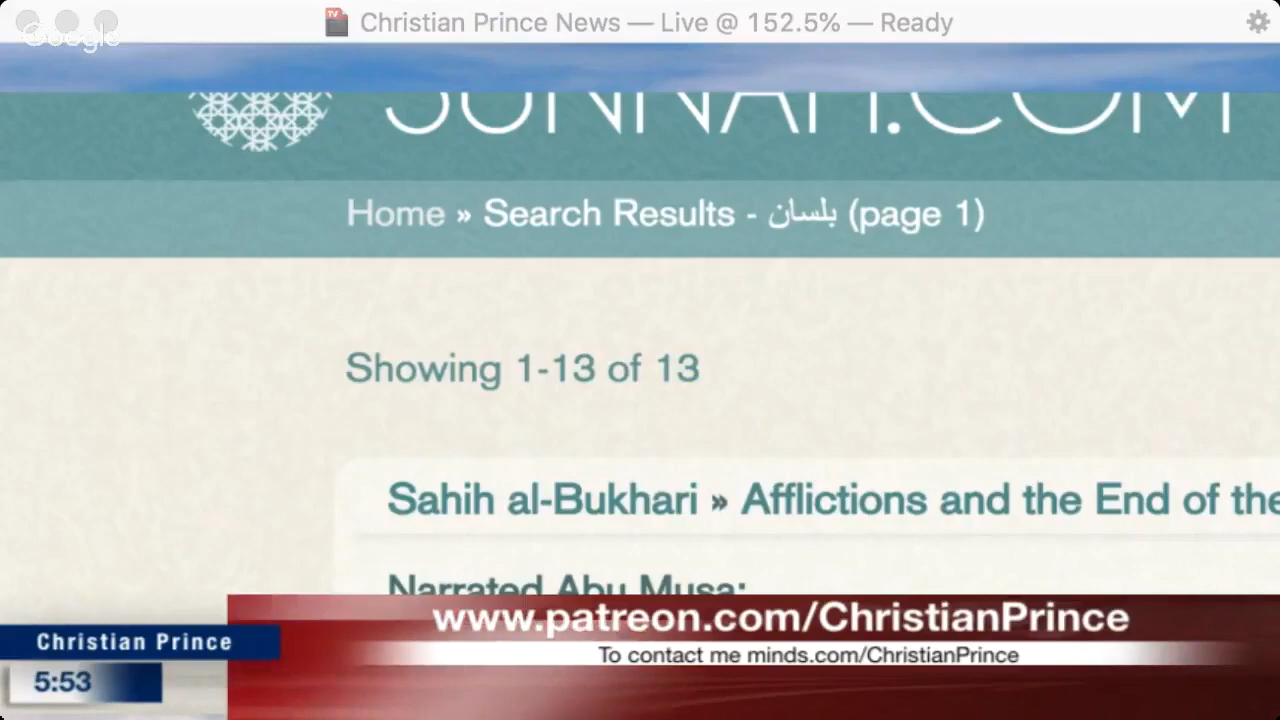 Christian Prince News — Live @ 152.5% — Ready
Google
SUNNAH.COM
Home » Search Results - بلسان (page 1)
Showing 1-13 of 13
Sahih al-Bukhari » Afflictions and the End of the
Narrated Abu Musa:
www.patreon.com/ChristianPrince
To contact me minds.com/ChristianPrince
Christian Prince
5:53